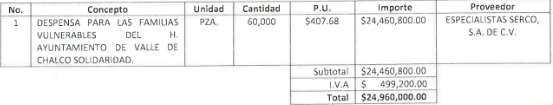 No. Concepto Unidad Cantidad P.U. Importe Proveedor
1 DESPENSA PARA LAS FAMILIAS PZA. 60,000 $407.68 $24,460,800.00 ESPECIALISTAS SERCO,
VULNERABLES DEL H. S.A. DE C.V.
AYUNTAMIENTO DE VALLE DE
CHALCO SOLIDARIDAD.
Subtotal $24,460,800.00
I.V.A $ 499,200.00
Total $24,960,000.00